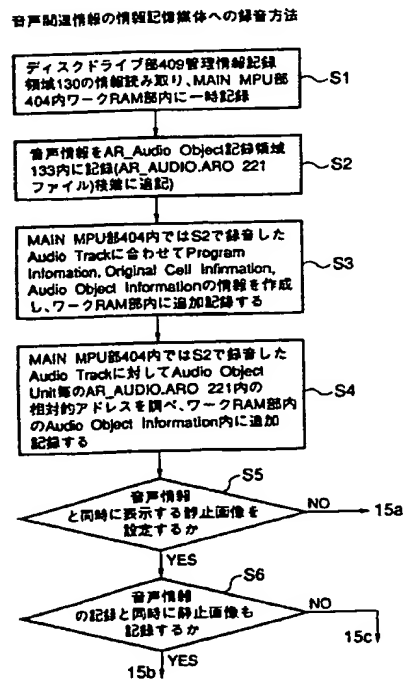 音声関連情報の情報記憶媒体への録音方法
ディスクドライブ部409管理情報記録
領域130の情報読み取り、MAIN MPU部
404内ワークRAM部内に一時記録
S1
音声情報をAR_Audio Object記録領域
133内に記録(AR_AUDIO.ARO 221
ファイル)後端に追記)
S2
MAIN MPU部404内ではS2で録音した
Audio Trackに合わせてProgram
Infomation, Original Cell Infirmation,
Audio Object Informationの情報を作成
し、ワークRAM部内に追加記録する
S3
MAIN MPU部404内ではS2で録音した
Audio Trackに対してAudio Object
Unit毎のAR_AUDIO.ARO 221内の
相対的アドレスを調べ、ワークRAM部内
のAudio Object Information内に追加
記録する
S4
S5
音声情報
と同時に表示する静止画像を
設定するか
NO
15a
YES
S6
音声情報
の記録と同時に静止画像も
記録するか
NO
15c
YES
15b